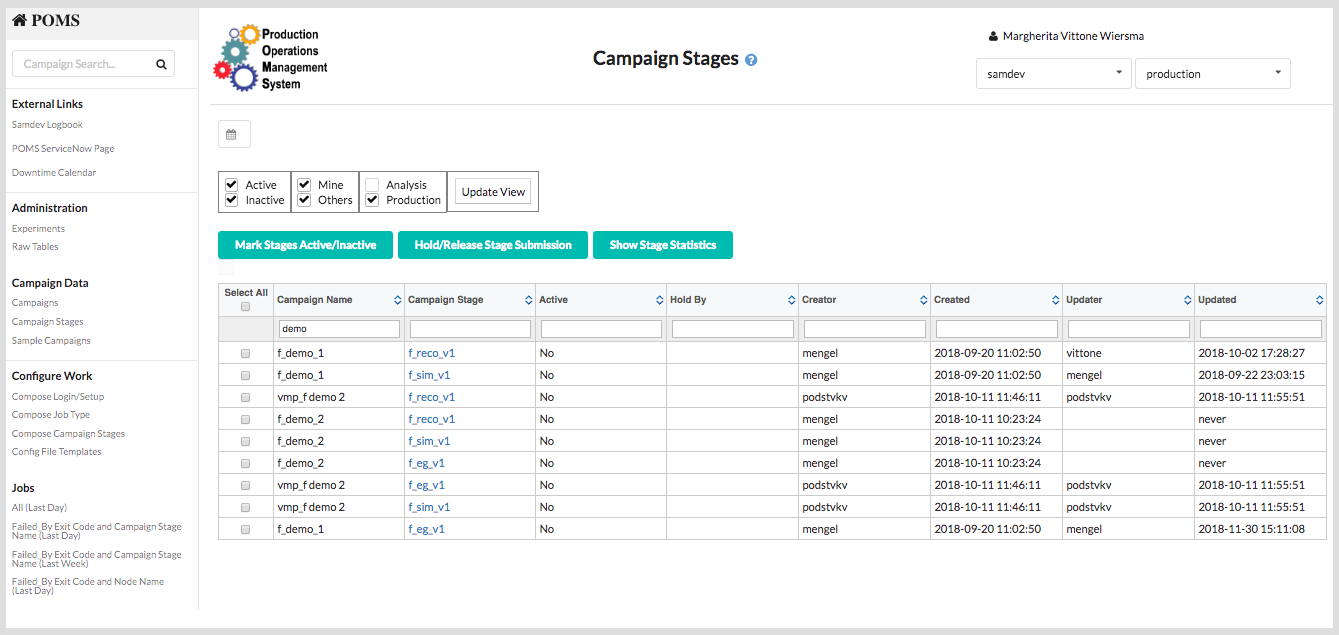 POMS
Campaign Search...
External Links
Samdev Logbook
POMS ServiceNow Page
Downtime Calendar
Administration
Experiments
Raw Tables
Campaign Data
Campaigns
Campaign Stages
Sample Campaigns
Configure Work
Compose Login/Setup
Compose Job Type
Compose Campaign Stages
Config File Templates
Jobs
All (Last Day)
Failed_By Exit Code and Campaign Stage
Name (Last Day)
Failed_By Exit Code and Campaign Stage
Name (Last Week)
Failed_By Exit Code and Node Name
(Last Day)
Production
Operations
Management
System
Campaign Stages ?
Margherita Vittone Wiersma
samdev production
Active Mine Analysis
Inactive Others Production
Update View
Mark Stages Active/Inactive Hold/Release Stage Submission Show Stage Statistics
Select All Campaign Name Campaign Stage Active Hold By Creator Created Updater Updated
demo
f_demo_1 f_reco_v1 No mengel 2018-09-20 11:02:50 vittone 2018-10-02 17:28:27
f_demo_1 f_sim_v1 No mengel 2018-09-20 11:02:50 mengel 2018-09-22 23:03:15
vmp_f demo 2 f_reco_v1 No podstvkv 2018-10-11 11:46:11 podstvkv 2018-10-11 11:55:51
f_demo_2 f_reco_v1 No mengel 2018-10-11 10:23:24 never
f_demo_2 f_sim_v1 No mengel 2018-10-11 10:23:24 never
f_demo_2 f_eg_v1 No mengel 2018-10-11 10:23:24 never
vmp_f demo 2 f_eg_v1 No podstvkv 2018-10-11 11:46:11 podstvkv 2018-10-11 11:55:51
vmp_f demo 2 f_sim_v1 No podstvkv 2018-10-11 11:46:11 podstvkv 2018-10-11 11:55:51
f_demo_1 f_eg_v1 No mengel 2018-09-20 11:02:50 mengel 2018-11-30 15:11:08